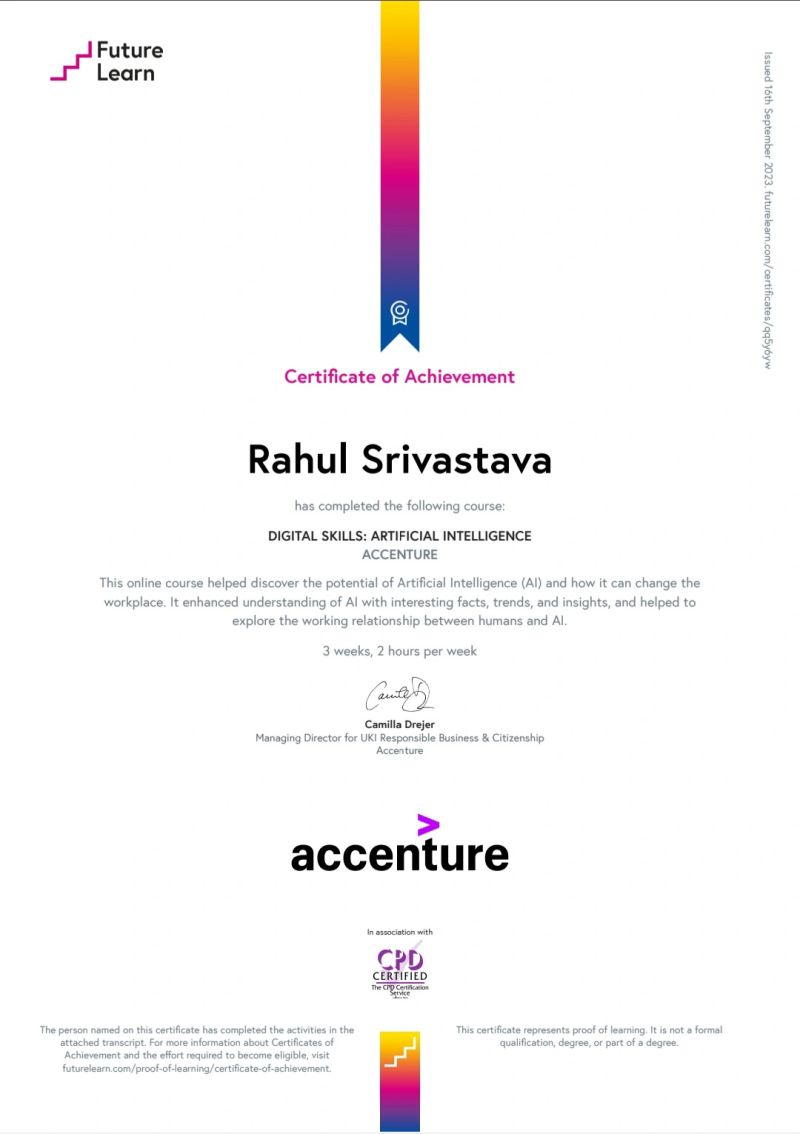 Future
Learn
Issued 16th September 2023. futurelearn.com/certificates/qq5y6yw
Certificate of Achievement
Rahul Srivastava
has completed the following course:
DIGITAL SKILLS: ARTIFICIAL INTELLIGENCE
ACCENTURE
This online course helped discover the potential of Artificial Intelligence (AI) and how it can change the
workplace. It enhanced understanding of AI with interesting facts, trends, and insights, and helped to
explore the working relationship between humans and AI.
3 weeks, 2 hours per week
Camilla Drejer
Managing Director for UKI Responsible Business & Citizenship
Accenture
accenture
In association with
CPD
CERTIFIED
The CPD Certification
Service
The person named on this certificate has completed the activities in the
attached transcript. For more information about Certificates of
Achievement and the effort required to become eligible, visit
futurelearn.com/proof-of-learning/certificate-of-achievement.
This certificate represents proof of learning. It is not a formal
qualification, degree, or part of a degree.